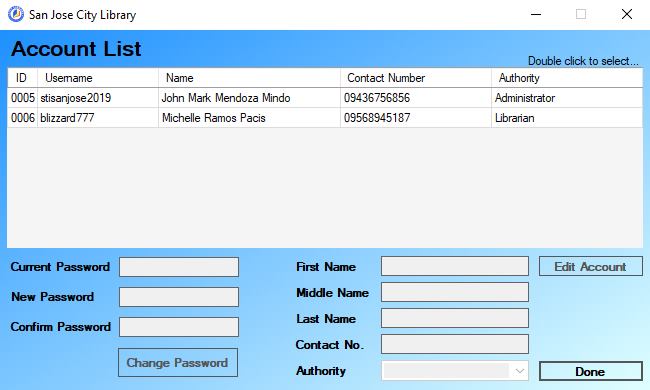 San Jose City Library
Account List
Double click to select...
ID Username Name Contact Number Authority
0005 stisanjose2019 John Mark Mendoza Mindo 09436756856 Administrator
0006 blizzard777 Michelle Ramos Pacis 09568945187 Librarian
Current Password
New Password
Confirm Password
Change Password
First Name
Middle Name
Last Name
Contact No.
Authority
Edit Account
Done